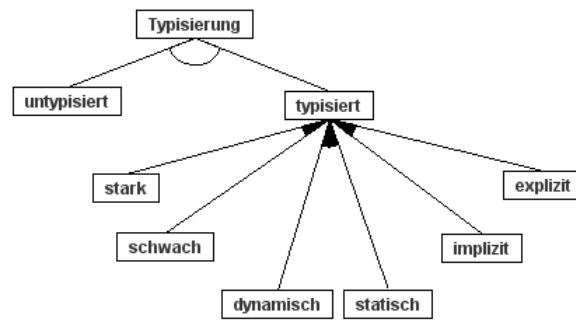 Typisierung
untypisiert
typisiert
stark
explizit
schwach
implizit
dynamisch
statisch